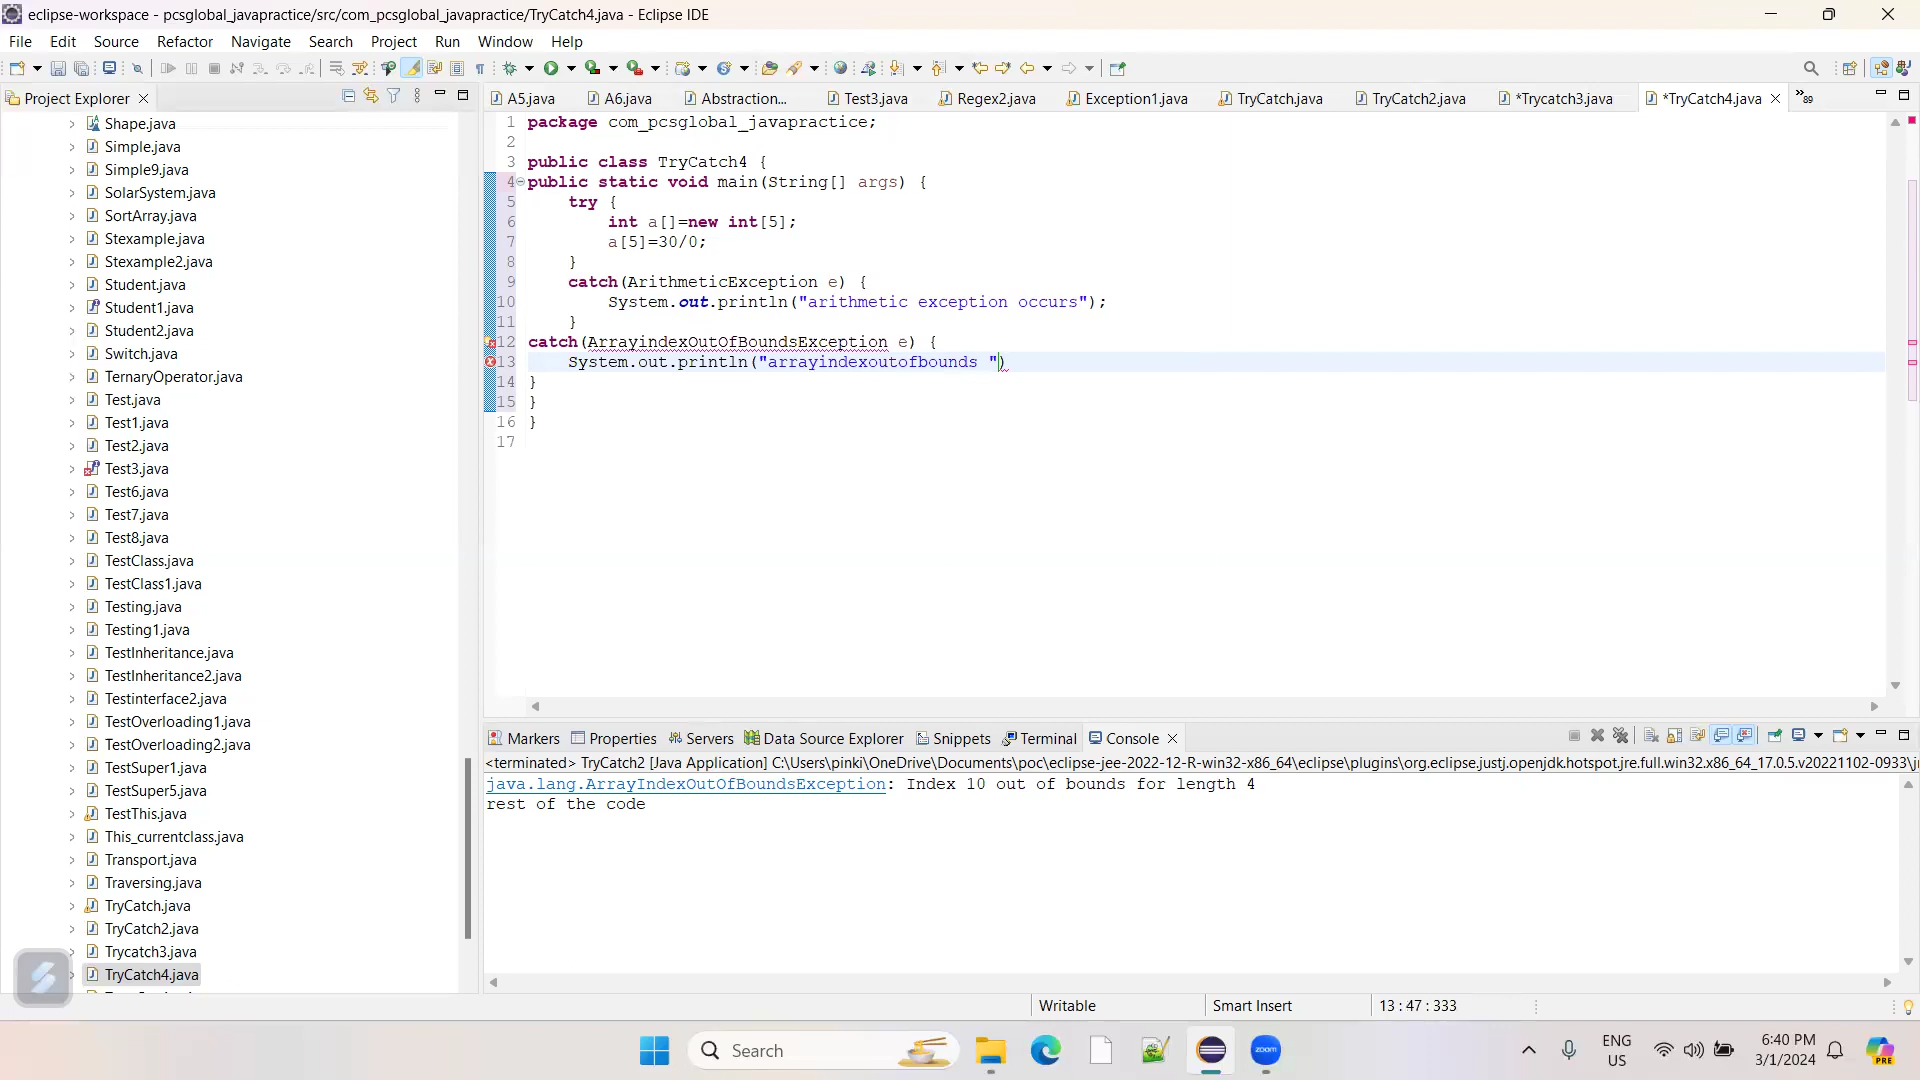 eclipse-workspace - pcsglobal_javapractice/src/com_pcsglobal_javapractice/TryCatch4.java - Eclipse IDE
File Edit Source Refactor Navigate Search Project Run Window Help
Project Explorer
A5.java A6.java Abstraction... Test3.java Regex2.java Exception1.java TryCatch.java TryCatch2.java *Trycatch3.java *TryCatch4.java »89
Shape.java
Simple.java
Simple9.java
SolarSystem.java
SortArray.java
Stexample.java
Stexample2.java
Student.java
Student1.java
Student2.java
Switch.java
TernaryOperator.java
Test.java
Test1.java
Test2.java
Test3.java
Test6.java
Test7.java
Test8.java
TestClass.java
TestClass1.java
Testing.java
Testing1.java
TestInheritance.java
TestInheritance2.java
Testinterface2.java
TestOverloading1.java
TestOverloading2.java
TestSuper1.java
TestSuper5.java
TestThis.java
This_currentclass.java
Transport.java
Traversing.java
TryCatch.java
TryCatch2.java
Trycatch3.java
TryCatch4.java
1 package com_pcsglobal_javapractice;
2
3 public class TryCatch4 {
4 public static void main(String[] args) {
5 try {
6 int a[]=new int[5];
7 a[5]=30/0;
8 }
9 catch(ArithmeticException e) {
10 System.out.println("arithmetic exception occurs");
11 }
12 catch(ArrayindexOutOfBoundsException e) {
13 System.out.println("arrayindexoutofbounds ")
14 }
15 }
16 }
17
Markers Properties Servers Data Source Explorer Snippets Terminal Console
<terminated> TryCatch2 [Java Application] C:\Users\pinki\OneDrive\Documents\poc\eclipse-jee-2022-12-R-win32-x86_64\eclipse\plugins\org.eclipse.justj.openjdk.hotspot.jre.full.win32.x86_64_17.0.5.v20221102-0933\jr
java.lang.ArrayIndexOutOfBoundsException: Index 10 out of bounds for length 4
rest of the code
Writable Smart Insert 13 : 47 : 333
Search
zoom
ENG
US
6:40 PM
3/1/2024
PRE